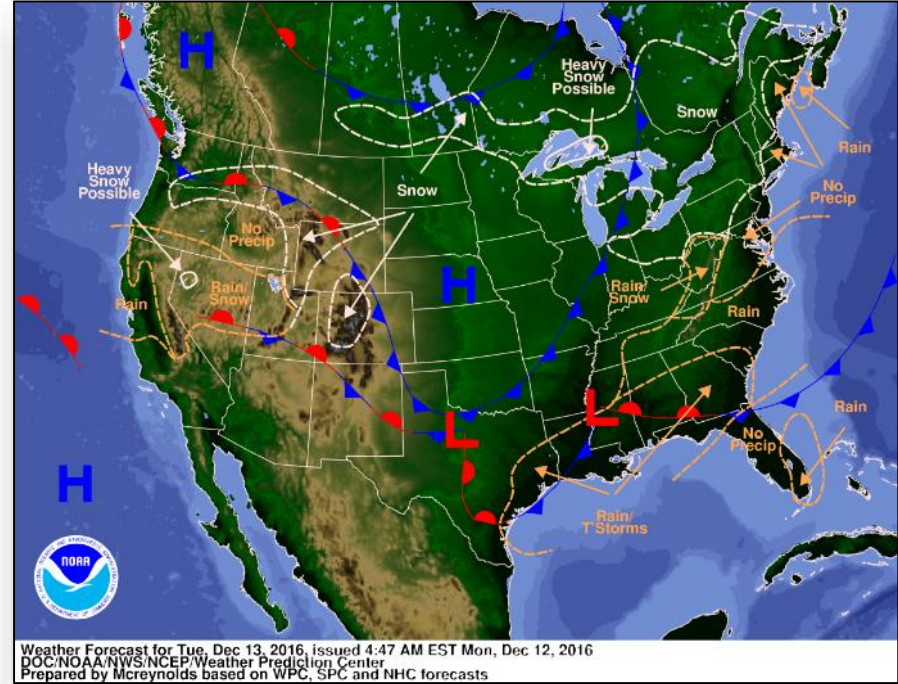 H
Heavy
Snow
Possible
Snow
Rain
No
Precip
Heavy
Snow
Possible
Snow
No
Precip
H
Rain/
Snow
Rain
Rain/
Snow
Rain
L
L
Rain
No
Precip
H
Rain/
T'Storms
NOAA
Weather Forecast for Tue, Dec 13, 2016, issued 4:47 AM EST Mon, Dec 12, 2016
DOC/NOAA/NWS/NCEP/Weather Prediction Center
Prepared by Mcreynolds based on WPC, SPC and NHC forecasts